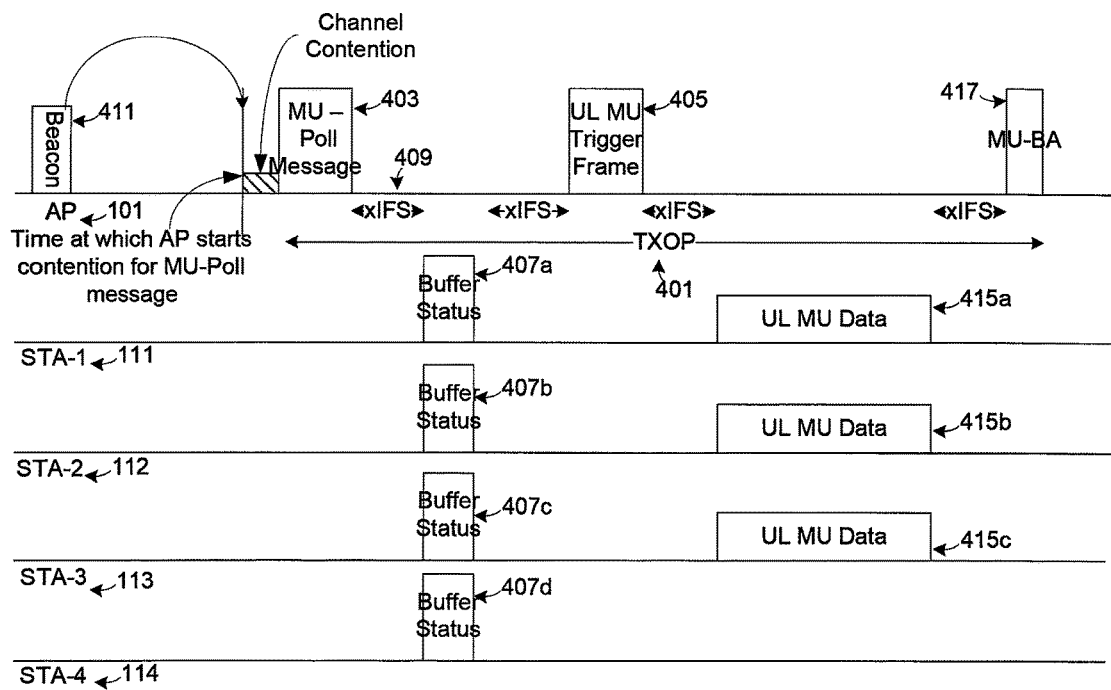 Channel
Contention
Beacon
411
MU –
Poll
Message
403
409
UL MU
Trigger
Frame
405
417
MU-BA
AP
101
xIFS
xIFS
xIFS
xIFS
Time at which AP starts
contention for MU-Poll
message
TXOP
401
Buffer
Status
407a
UL MU Data
415a
STA-1
111
Buffer
Status
407b
UL MU Data
415b
STA-2
112
Buffer
Status
407c
UL MU Data
415c
STA-3
113
Buffer
Status
407d
STA-4
114